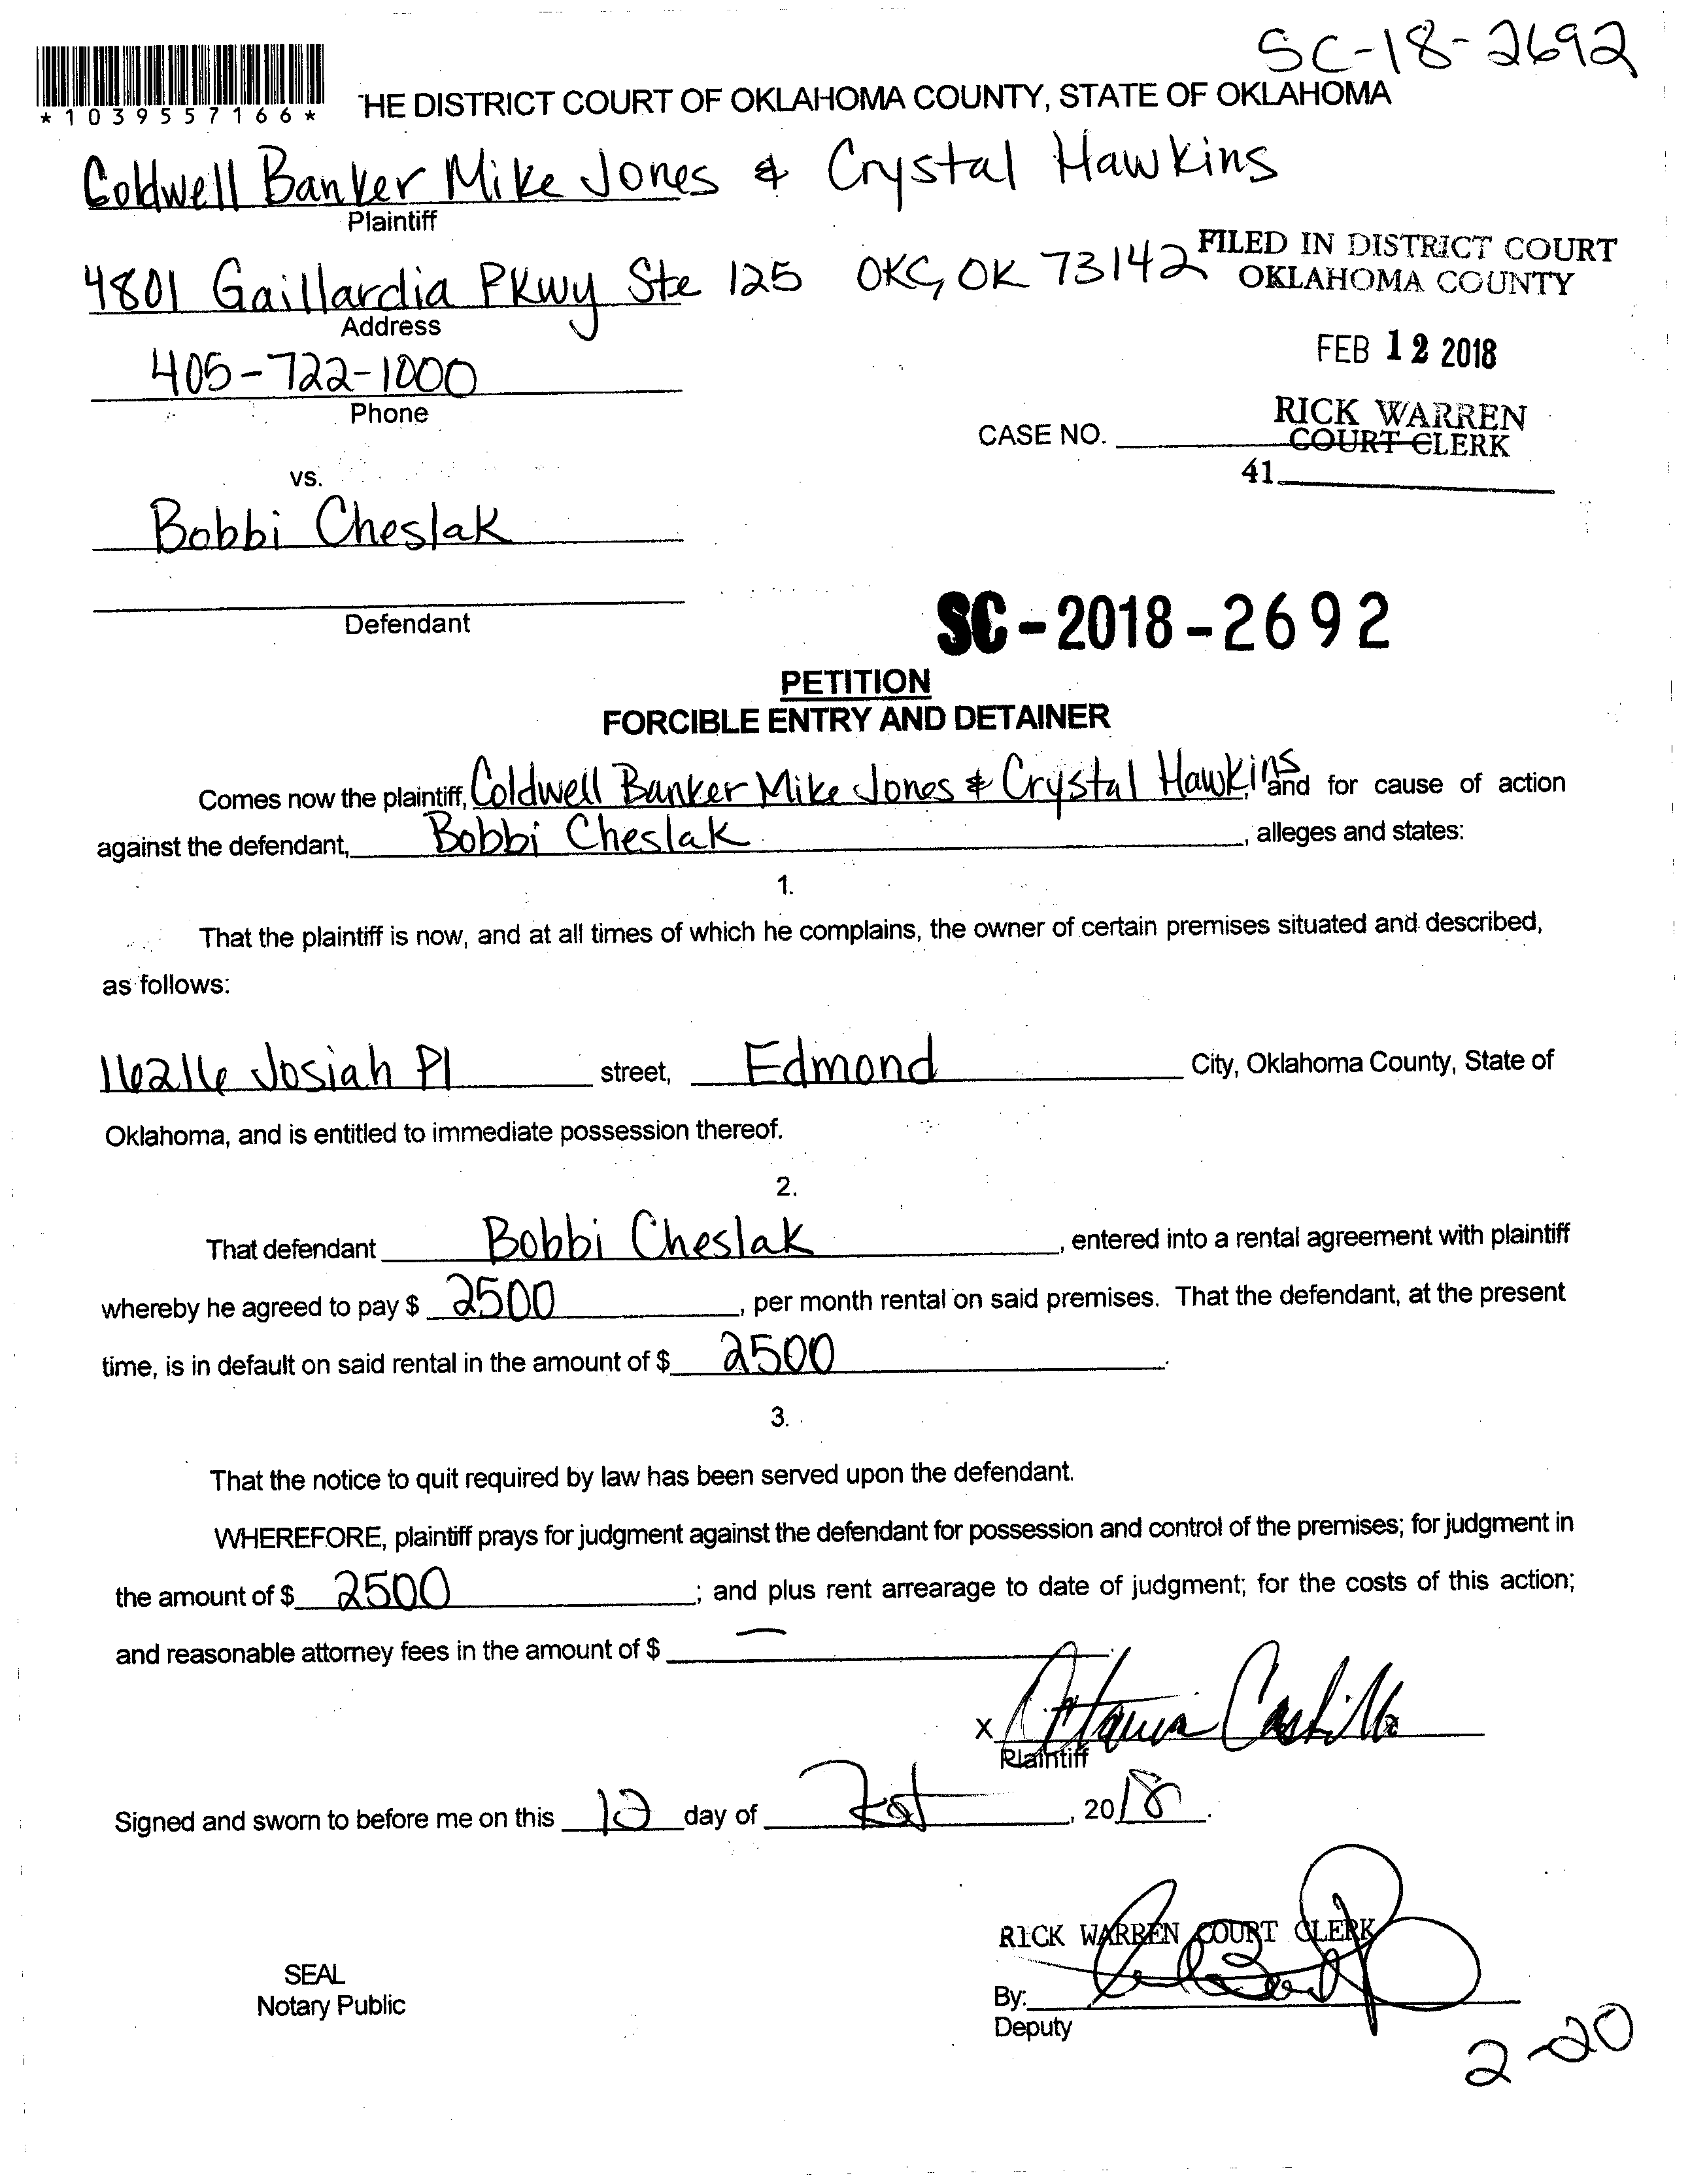 SC-18-2692
*1039557166*
HE DISTRICT COURT OF OKLAHOMA COUNTY, STATE OF OKLAHOMA
Coldwell Banker Mike Jones & Crystal Hawkins
Plaintiff
4801 Gaillardia Pkwy Ste 125 OKC, OK 73142
Address
FILED IN DISTRICT COURT
OKLAHOMA COUNTY
405-722-1000
Phone
FEB 12 2018
RICK WARREN
COURT CLERK
CASE NO.
41
vs.
Bobbi Cheslak
Defendant
SC-2018-2692
PETITION
FORCIBLE ENTRY AND DETAINER
Comes now the plaintiff, Coldwell Banker Mike Jones & Crystal Hawkins, and for cause of action
against the defendant, Bobbi Cheslak, alleges and states:
1.
That the plaintiff is now, and at all times of which he complains, the owner of certain premises situated and described,
as follows:
16216 Josiah Pl street, Edmond City, Oklahoma County, State of
Oklahoma, and is entitled to immediate possession thereof.
2.
That defendant Bobbi Cheslak, entered into a rental agreement with plaintiff
whereby he agreed to pay $ 2500, per month rental on said premises. That the defendant, at the present
time, is in default on said rental in the amount of $ 2500.
3.
That the notice to quit required by law has been served upon the defendant.
WHEREFORE, plaintiff prays for judgment against the defendant for possession and control of the premises; for judgment in
the amount of $ 2500; and plus rent arrearage to date of judgment; for the costs of this action;
and reasonable attorney fees in the amount of $ —.
X Castillo
Plaintiff
Signed and sworn to before me on this 12 day of , 2018.
RICK WARREN COURT CLERK
SEAL
Notary Public
By:
Deputy
2-20